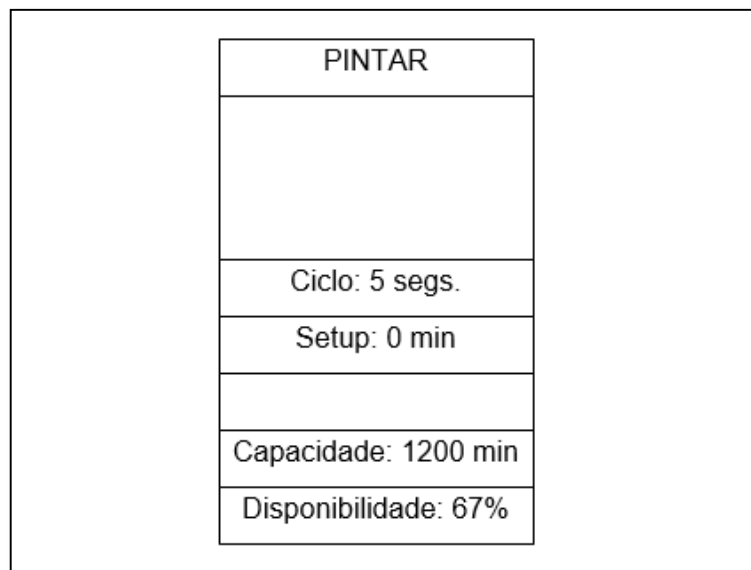 PINTAR
Ciclo: 5 segs.
Setup: 0 min
Capacidade: 1200 min
Disponibilidade: 67%